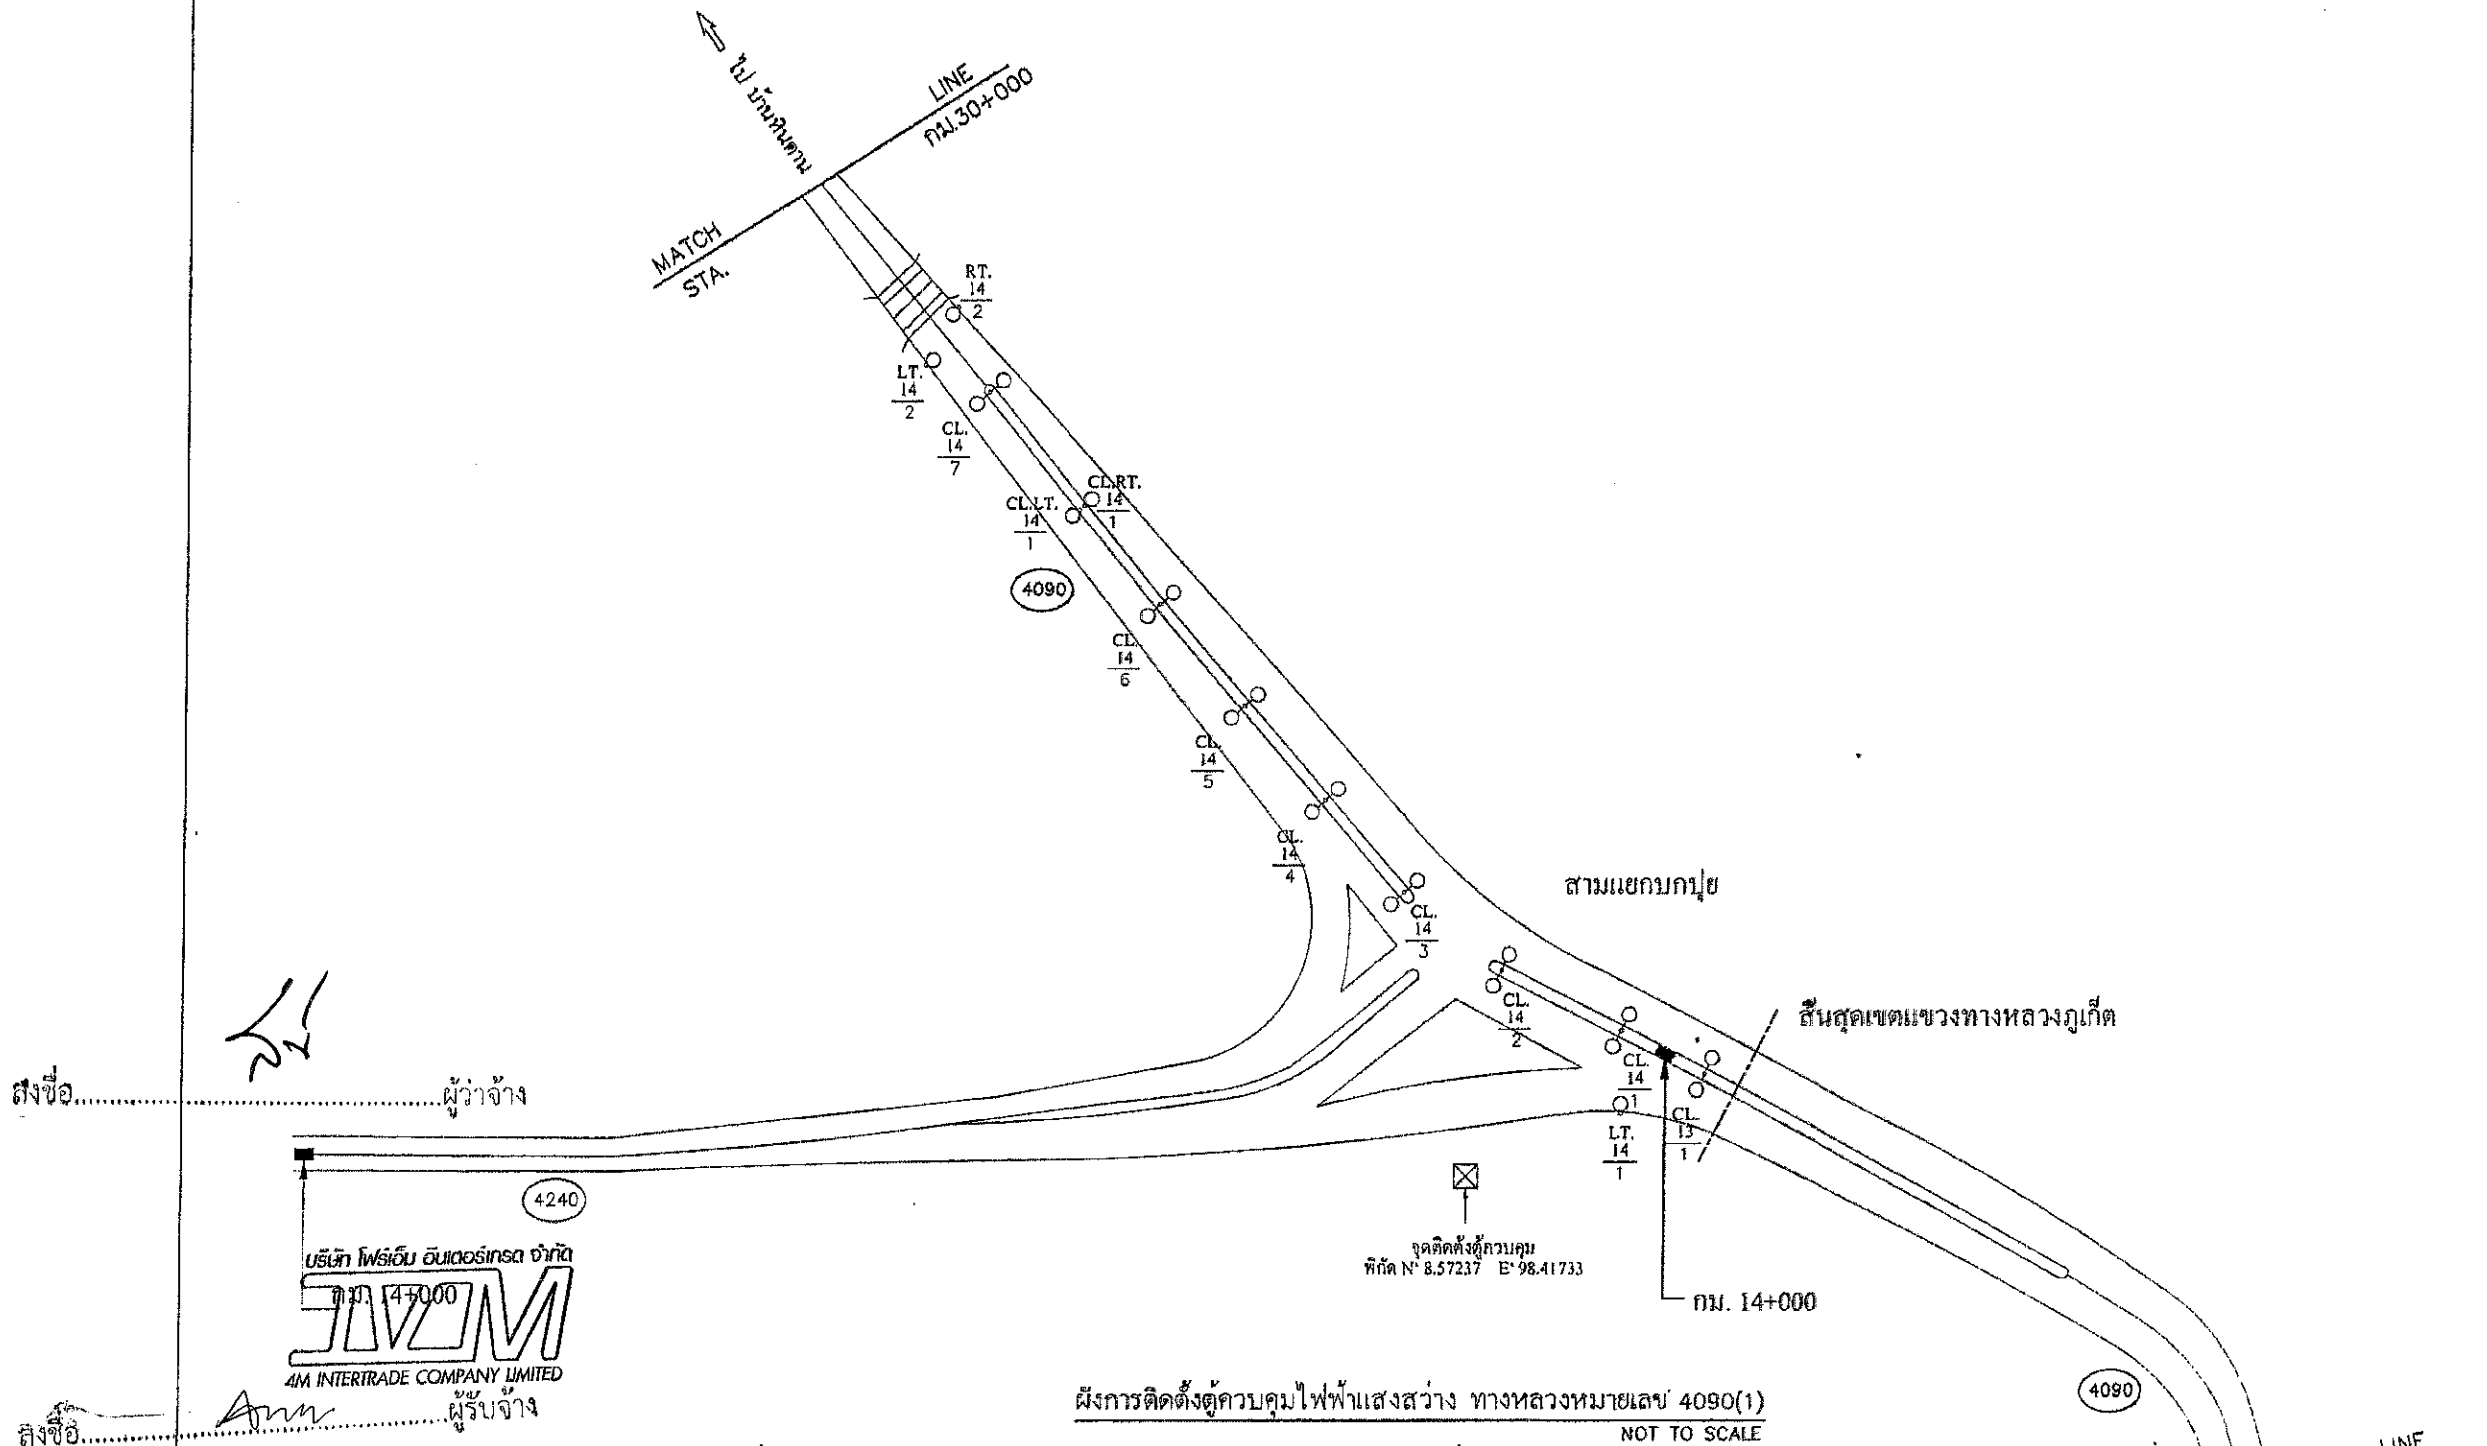 ไป บ้านหินดาน
MATCH LINE
STA. กม.30+000
RT.
14
2
LT.
14
2
CL.
14
7
CL.RT.
14
1
CL.LT.
14
1
4090
CL.
14
6
CL.
14
5
CL.
14
4
CL.
14
3
สามแยกบกปุย
CL.
14
2
สิ้นสุดเขตแขวงทางหลวงภูเก็ต
CL.
14
1
CL.
13
1
LT.
14
1
ลงชื่อ ผู้ว่าจ้าง
4240
จุดติดตั้งตู้ควบคุม
พิกัด N° 8.57237 E° 98.41733
กม. 14+000
บริษัท โฟร์เอ็ม อินเตอร์เทรด จำกัด
กม. 14+000
4M INTERTRADE COMPANY LIMITED
ลงชื่อ ผู้รับจ้าง
4090
ผังการติดตั้งตู้ควบคุมไฟฟ้าแสงสว่าง ทางหลวงหมายเลข 4090(1)
NOT TO SCALE
LINE